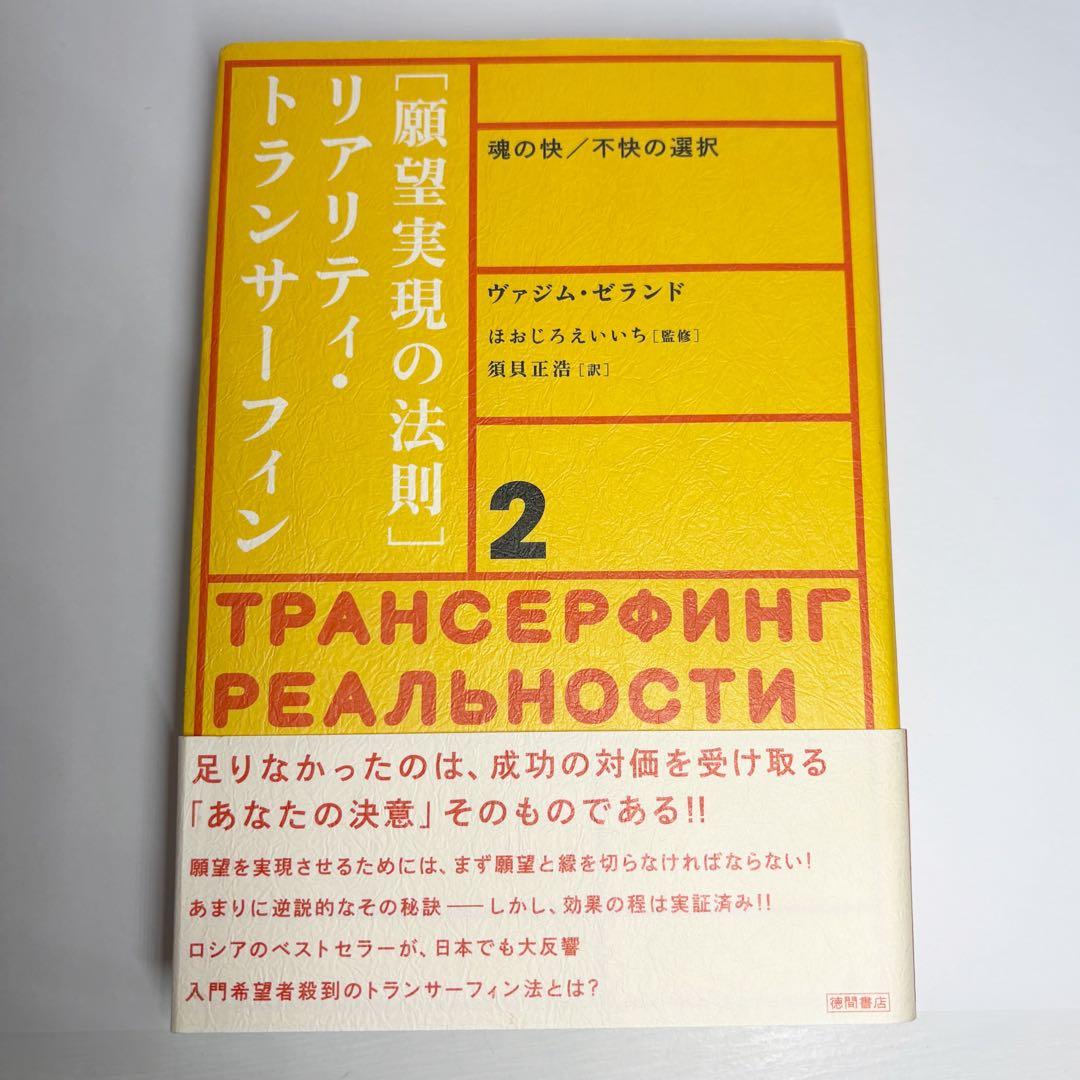 [願望実現の法則]
リアリティ・
トランサーフィン
魂の快／不快の選択
ヴァジム・ゼランド
ほおじろえいいち[監修]
須貝正浩[訳]
2
ТРАНСЕРФИНГ
РЕАЛЬНОСТИ
足りなかったのは、成功の対価を受け取る
「あなたの決意」そのものである!!
願望を実現させるためには、まず願望と縁を切らなければならない!
あまりに逆説的なその秘訣——しかし、効果の程は実証済み!!
ロシアのベストセラーが、日本でも大反響
入門希望者殺到のトランサーフィン法とは?
徳間書店